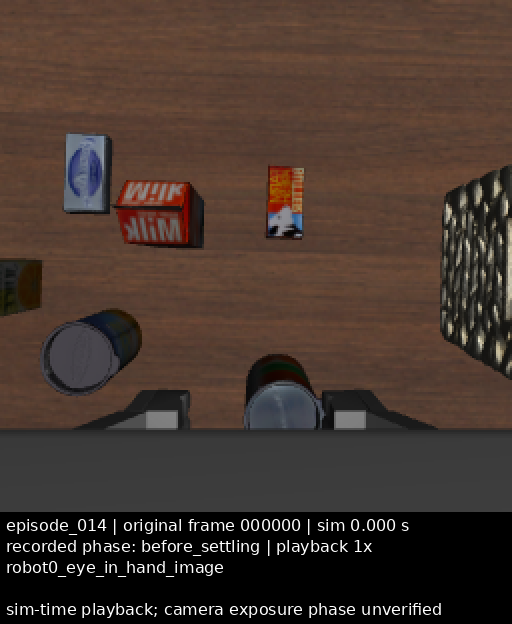 Milk
Milk
episode_014 | original frame 000000 | sim 0.000 s
recorded phase: before_settling | playback 1x
robot0_eye_in_hand_image
sim-time playback; camera exposure phase unverified